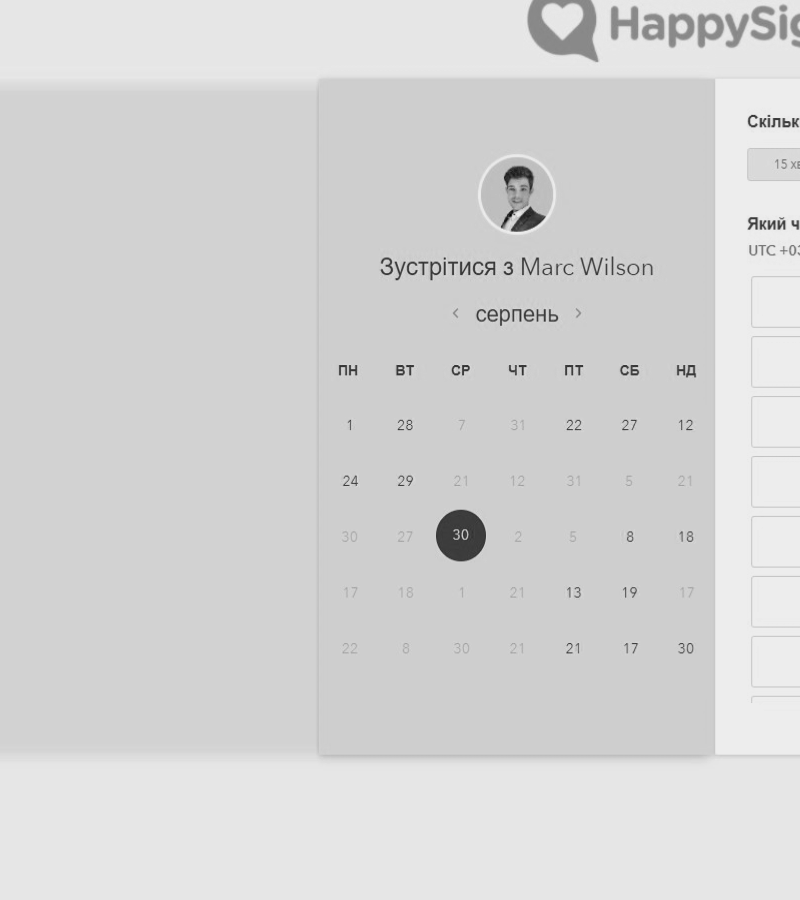 HappySig
Зустрітися з Marc Wilson
‹ серпень ›
ПН ВТ СР ЧТ ПТ СБ НД
1 28 7 31 22 27 12
24 29 21 12 31 5 21
30 27 30 2 5 8 18
17 18 1 21 13 19 17
22 8 30 21 21 17 30
Скільк
15 хв
Який ч
UTC +03